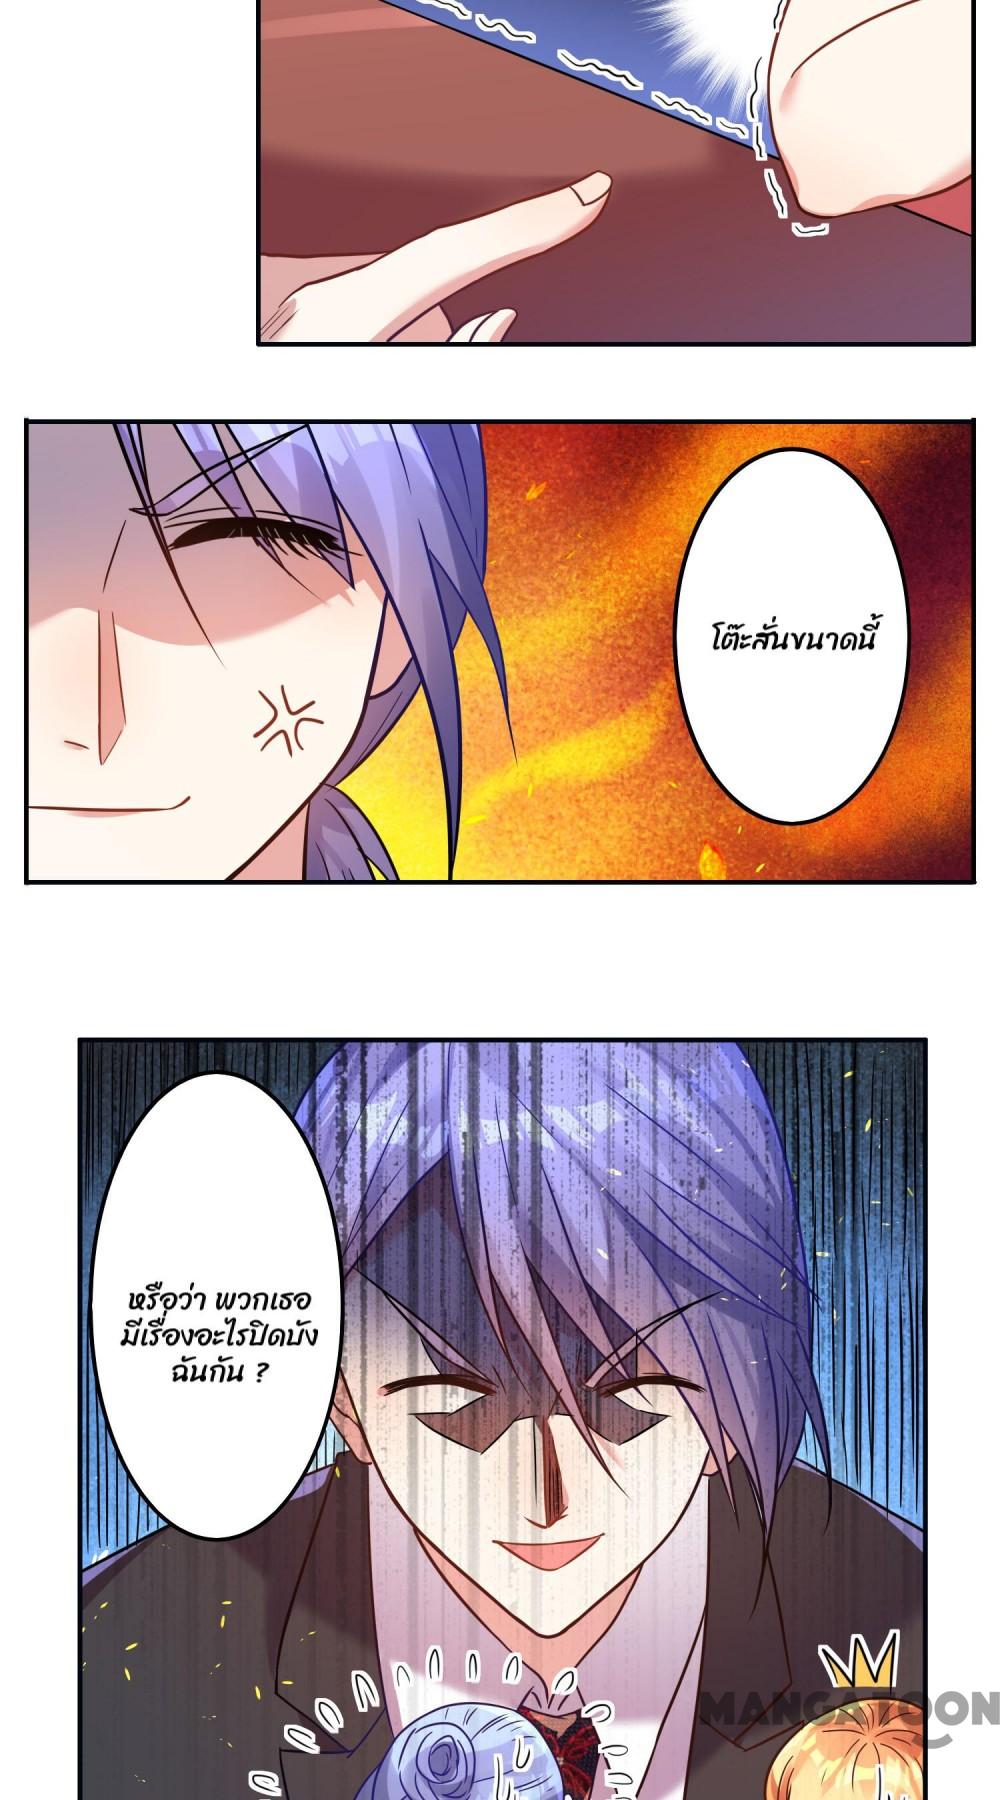 โต๊ะสั่นขนาดนี้
หรือว่า พวกเธอ
มีเรื่องอะไรปิดบัง
ฉันกัน ?
MANGATOON